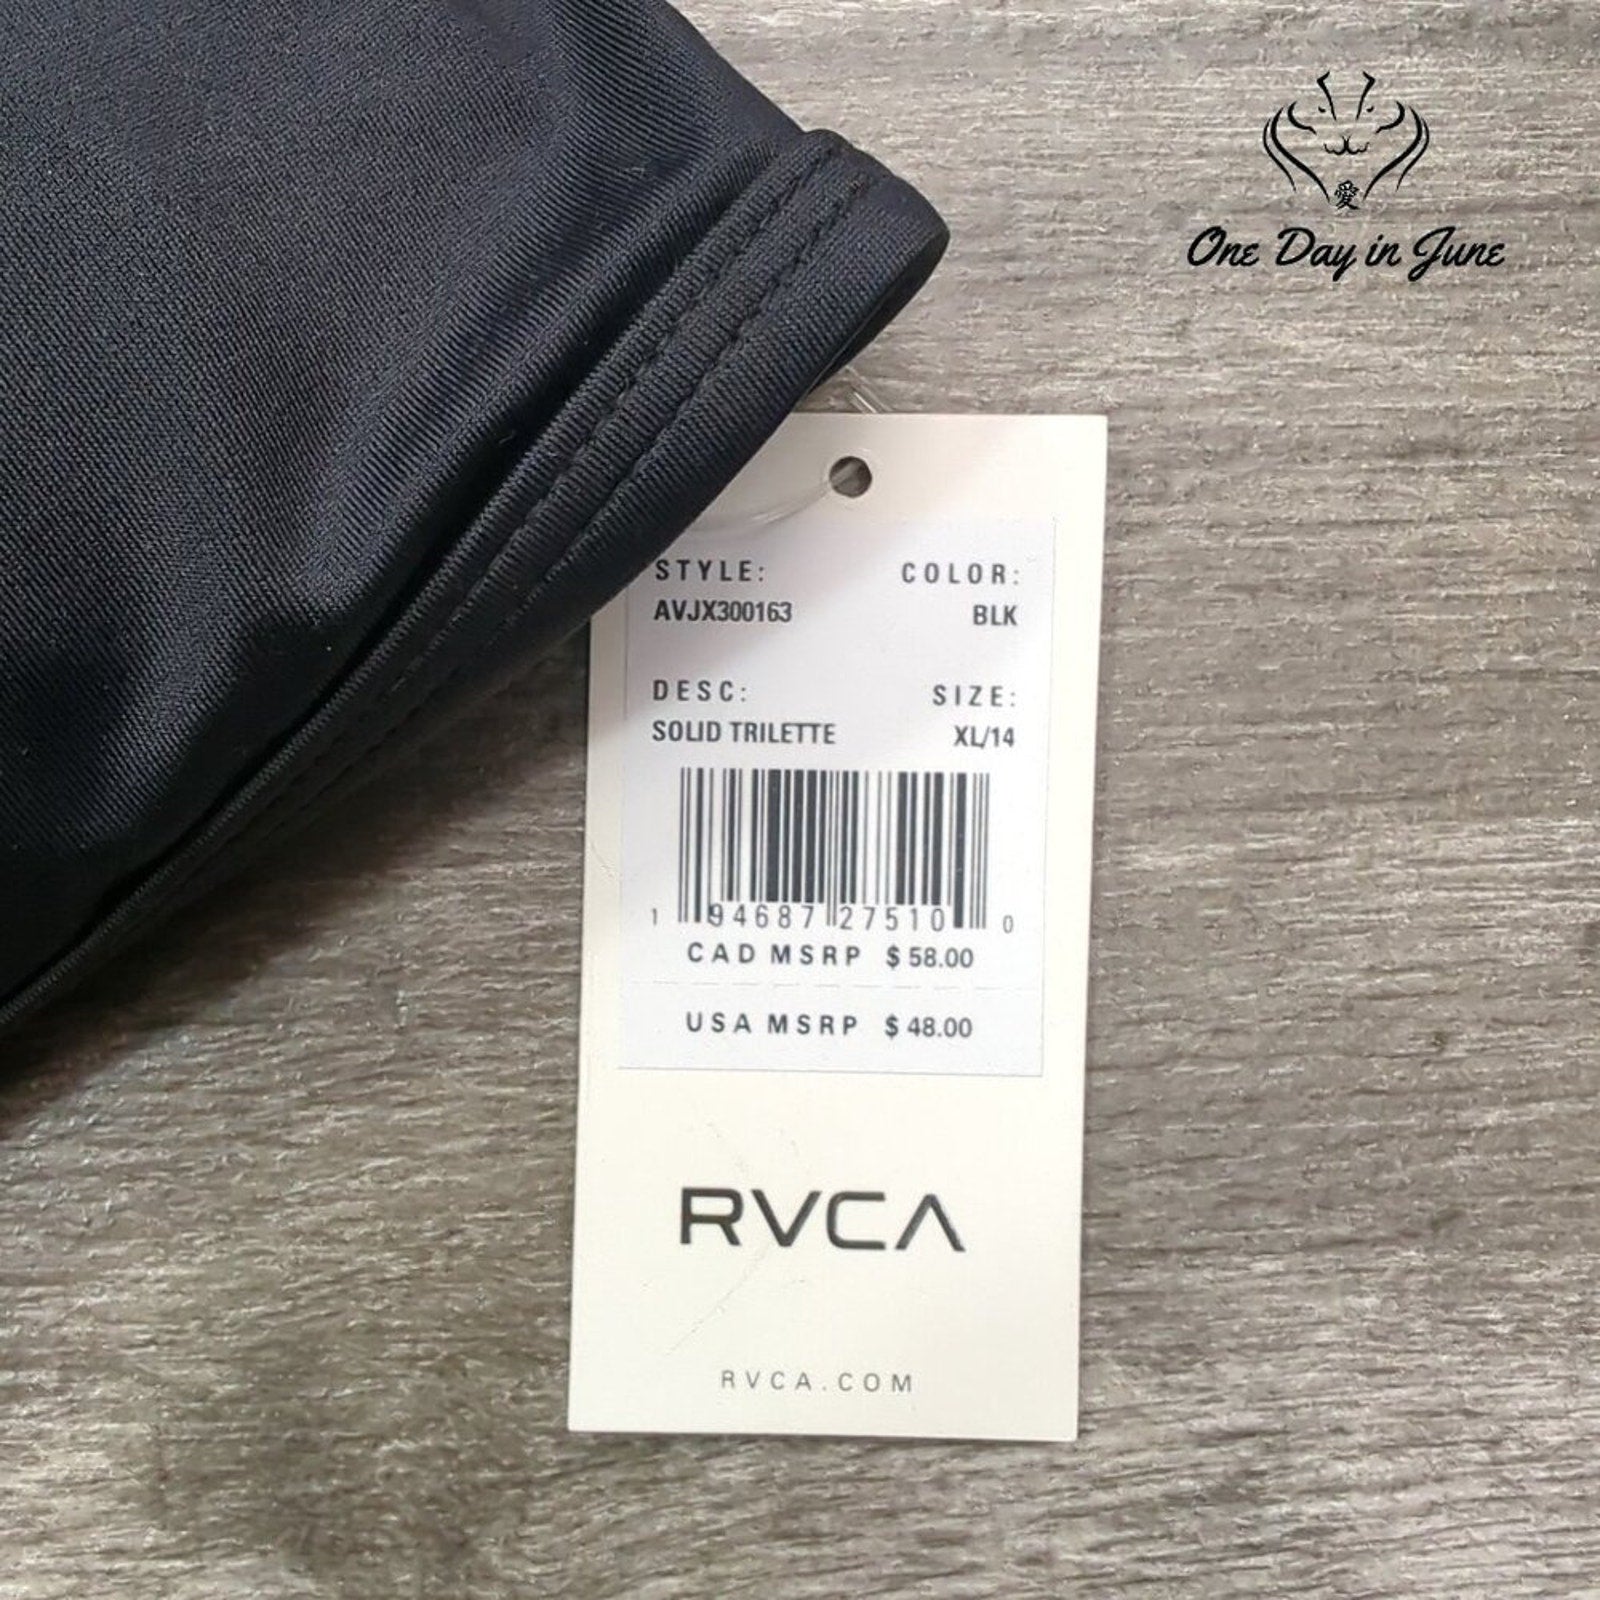 愛
One Day in June
STYLE: COLOR:
AVJX300163 BLK
DESC: SIZE:
SOLID TRILETTE XL/14
1 94687 27510 0
CAD MSRP $58.00
USA MSRP $48.00
RVCA
RVCA.COM